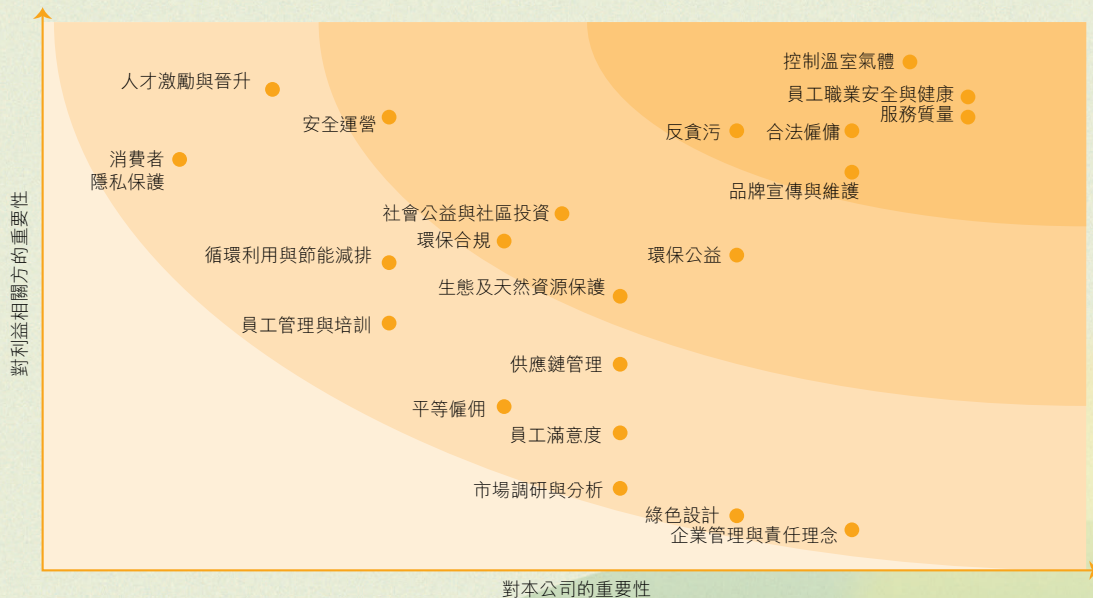 控制溫室氣體
人才激勵與晉升
員工職業安全與健康
服務質量
安全運營
反貪污
合法僱傭
消費者
隱私保護
品牌宣傳與維護
社會公益與社區投資
環保合規
循環利用與節能減排
環保公益
生態及天然資源保護
員工管理與培訓
供應鏈管理
平等僱佣
員工滿意度
市場調研與分析
綠色設計
企業管理與責任理念
對利益相關方的重要性
對本公司的重要性